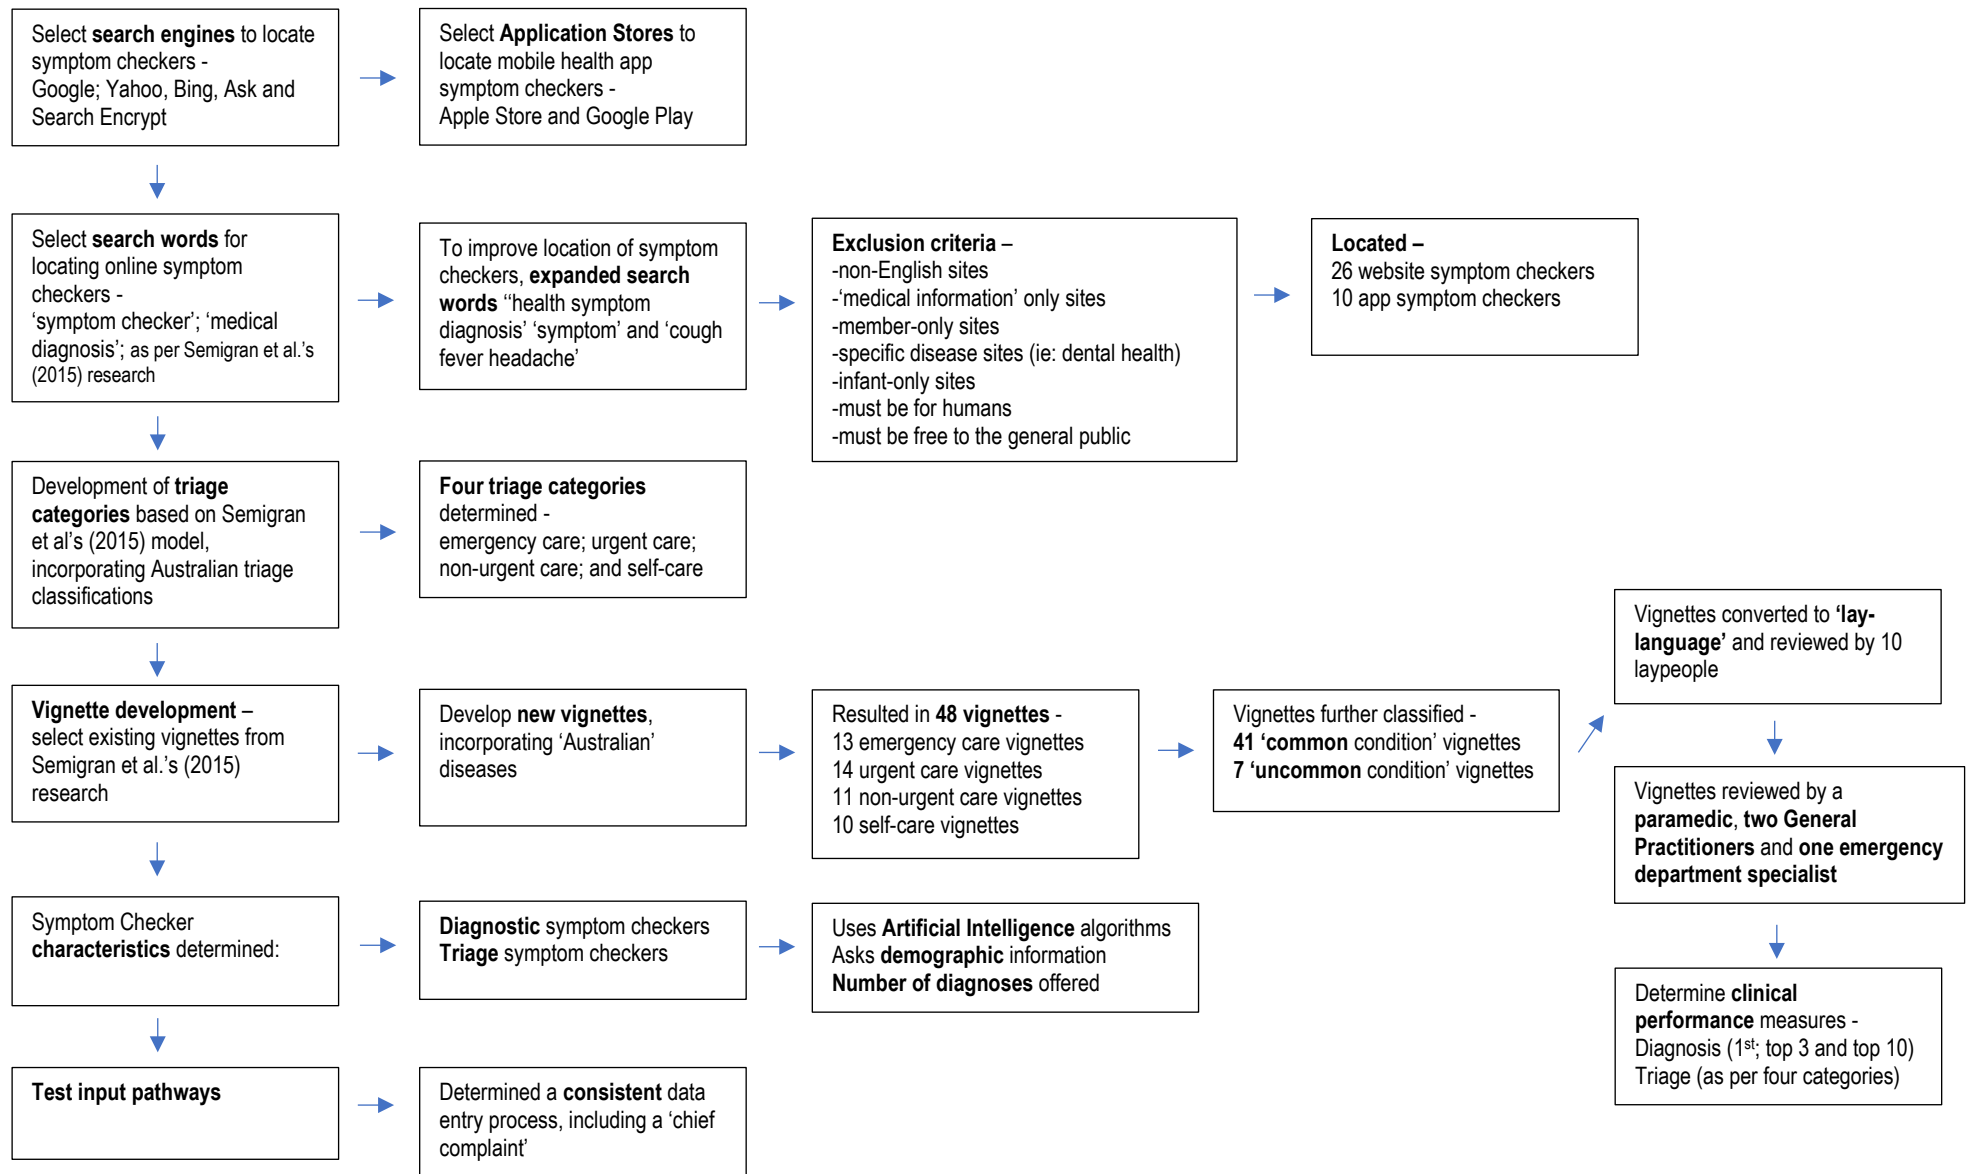 Select search engines to locate
symptom checkers -
Google; Yahoo, Bing, Ask and
Search Encrypt
Select Application Stores to
locate mobile health app
symptom checkers -
Apple Store and Google Play
Select search words for
locating online symptom
checkers -
‘symptom checker’; ‘medical
diagnosis’; as per Semigran et al.’s
(2015) research
To improve location of symptom
checkers, expanded search
words “health symptom
diagnosis’ ‘symptom’ and ‘cough
fever headache’
Exclusion criteria –
-non-English sites
-‘medical information’ only sites
-member-only sites
-specific disease sites (ie: dental health)
-infant-only sites
-must be for humans
-must be free to the general public
Located –
26 website symptom checkers
10 app symptom checkers
Development of triage
categories based on Semigran
et al’s (2015) model,
incorporating Australian triage
classifications
Four triage categories
determined -
emergency care; urgent care;
non-urgent care; and self-care
Vignette development –
select existing vignettes from
Semigran et al.’s (2015)
research
Develop new vignettes,
incorporating ‘Australian’
diseases
Resulted in 48 vignettes -
13 emergency care vignettes
14 urgent care vignettes
11 non-urgent care vignettes
10 self-care vignettes
Vignettes further classified -
41 ‘common condition’ vignettes
7 ‘uncommon condition’ vignettes
Vignettes converted to ‘lay-
language’ and reviewed by 10
laypeople
Vignettes reviewed by a
paramedic, two General
Practitioners and one emergency
department specialist
Determine clinical
performance measures -
Diagnosis (1st; top 3 and top 10)
Triage (as per four categories)
Symptom Checker
characteristics determined:
Diagnostic symptom checkers
Triage symptom checkers
Uses Artificial Intelligence algorithms
Asks demographic information
Number of diagnoses offered
Test input pathways
Determined a consistent data
entry process, including a ‘chief
complaint’